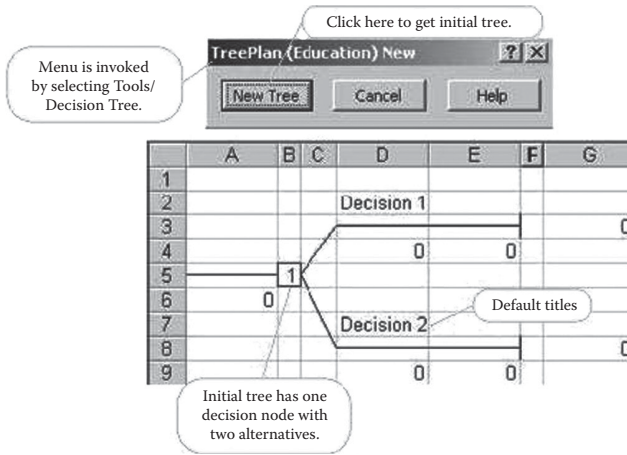 Click here to get initial tree.
TreePlan (Education) New
? X
Menu is invoked
by selecting Tools/
Decision Tree.
New Tree Cancel Help
A B C D E F G
1
2 Decision 1
3 0
4 0 0
5 1
6 0
7 Decision 2
Default titles
8 0
9 0 0
Initial tree has one
decision node with
two alternatives.